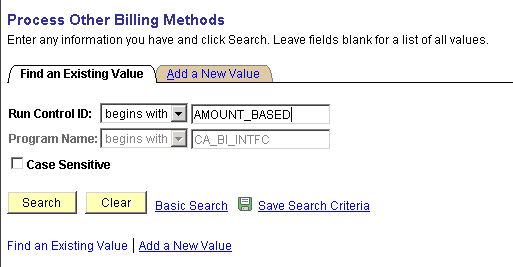 Process Other Billing Methods
Enter any information you have and click Search. Leave fields blank for a list of all values.
Find an Existing Value Add a New Value
Run Control ID: begins with AMOUNT_BASED
Program Name: begins with CA_BI_INTFC
Case Sensitive
Search Clear Basic Search Save Search Criteria
Find an Existing Value | Add a New Value